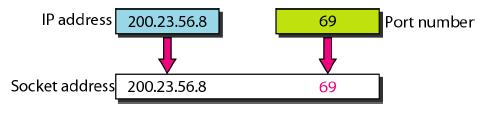 IP address 200.23.56.8 69 Port number
Socket address 200.23.56.8 69